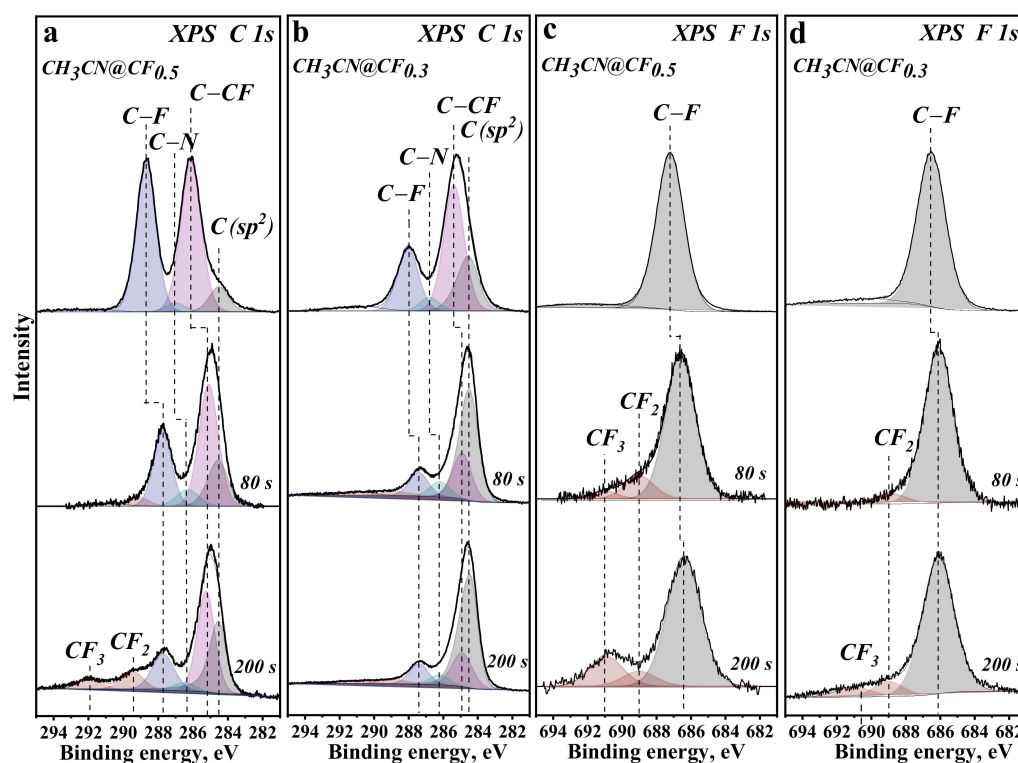 Intensity
a
XPS C 1s
CH3CN@CF0.5
C–F
C–N
C–CF
C (sp2)
80 s
CF3
CF2
200 s
294 292 290 288 286 284 282
Binding energy, eV
b
XPS C 1s
CH3CN@CF0.3
C–CF
C (sp2)
C–N
C–F
80 s
200 s
294 292 290 288 286 284 282
Binding energy, eV
c
XPS F 1s
CH3CN@CF0.5
C–F
CF2
CF3
80 s
200 s
694 692 690 688 686 684 682
Binding energy, eV
d
XPS F 1s
CH3CN@CF0.3
C–F
CF2
80 s
CF3
200 s
694 692 690 688 686 684 682
Binding energy, eV